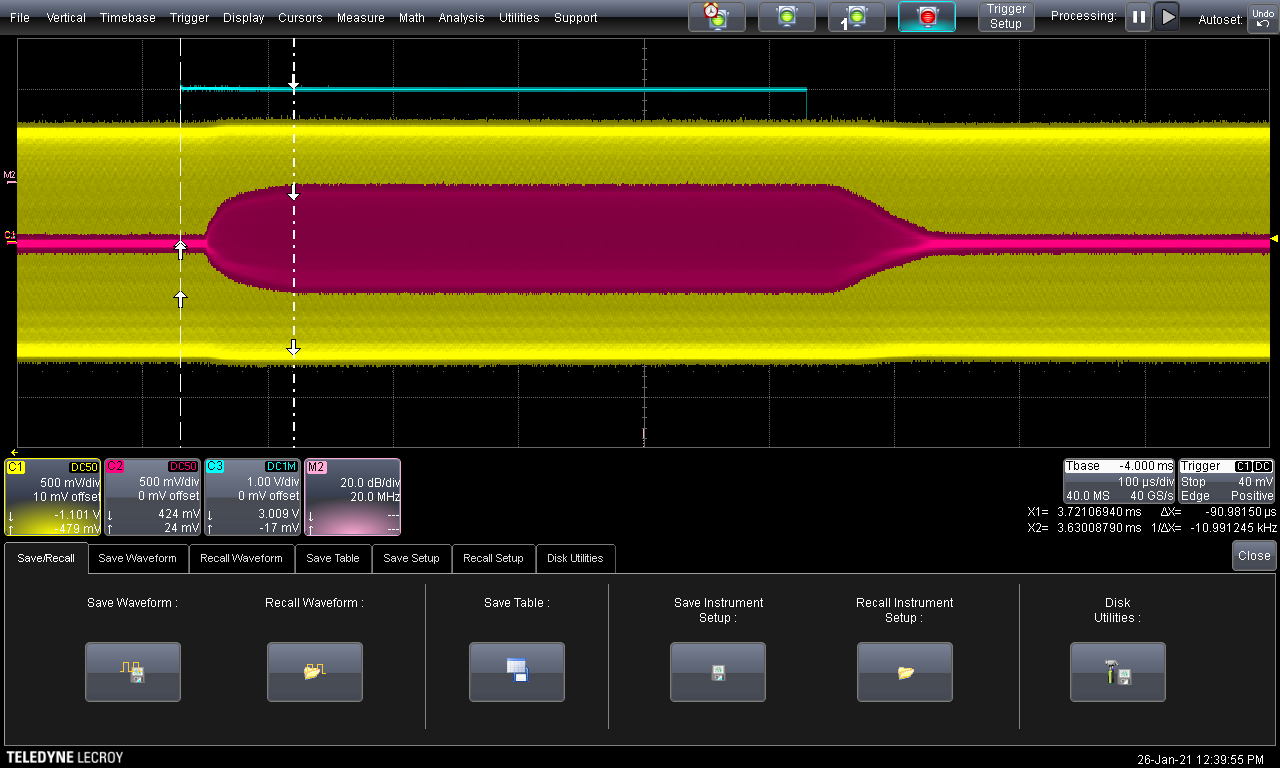 File Vertical Timebase Trigger Display Cursors Measure Math Analysis Utilities Support
1
Trigger
Setup
Processing:
Autoset:
Undo
M2
C1
C1 DC50
500 mV/div
10 mV offset
-1.101 V
-479 mV
C2 DC50
500 mV/div
0 mV offset
424 mV
24 mV
C3 DC1M
1.00 V/div
0 mV offset
3.009 V
-17 mV
M2
20.0 dB/div
20.0 MHz
---
---
Tbase -4.000 ms
100 µs/div
40.0 MS 40 GS/s
Trigger C1 DC
Stop 40 mV
Edge Positive
X1= 3.72106940 ms ΔX= -90.98150 µs
X2= 3.63008790 ms 1/ΔX= -10.991245 kHz
Save/Recall Save Waveform Recall Waveform Save Table Save Setup Recall Setup Disk Utilities
Close
Save Waveform :
Recall Waveform :
Save Table :
Save Instrument
Setup :
Recall Instrument
Setup :
Disk
Utilities :
TELEDYNE LECROY
26-Jan-21 12:39:55 PM